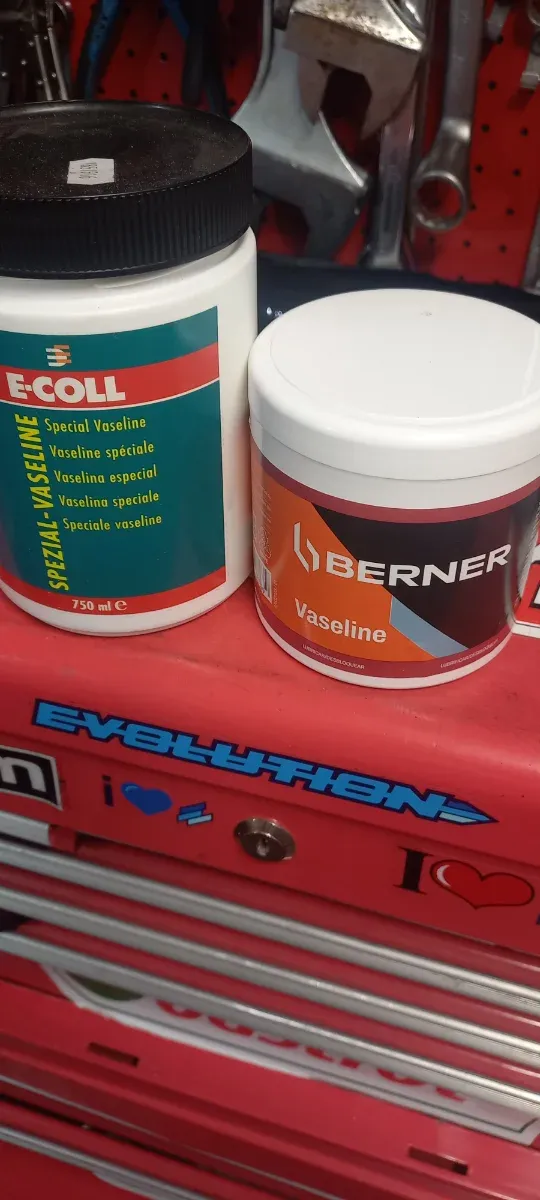 E-COLL
SPEZIAL-VASELINE
Special Vaseline
Vaseline spéciale
Vaselina especial
Vaselina speciale
Speciale vaseline
750 ml e
BERNER
Vaseline
EVOLUTION
m
i
I